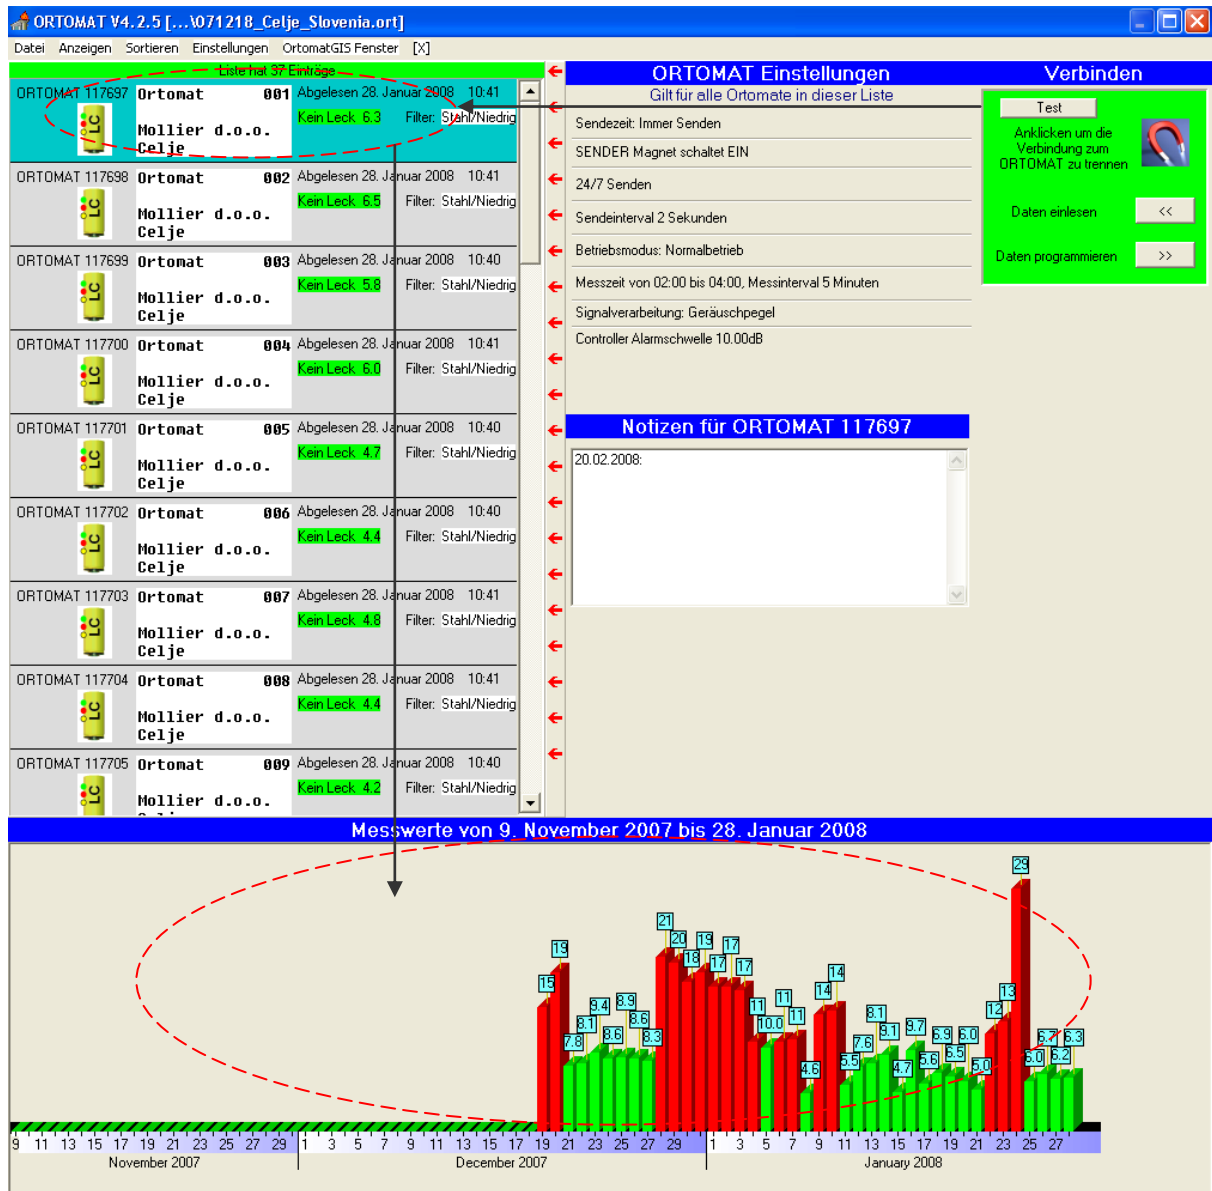 ORTOMAT V4.2.5 [...\071218_Celje_Slovenia.ort]
Datei Anzeigen Sortieren Einstellungen OrtomatGIS Fenster [X]
Liste hat 37 Einträge
ORTOMAT 117697 Ortomat 001 Abgelesen 28. Januar 2008 10:41
Kein Leck 6.3 Filter: Stahl/Niedrig
LC
Mollier d.o.o.
Celje
ORTOMAT 117698 Ortomat 002 Abgelesen 28. Januar 2008 10:41
Kein Leck 6.5 Filter: Stahl/Niedrig
LC
Mollier d.o.o.
Celje
ORTOMAT 117699 Ortomat 003 Abgelesen 28. Januar 2008 10:40
Kein Leck 5.8 Filter: Stahl/Niedrig
LC
Mollier d.o.o.
Celje
ORTOMAT 117700 Ortomat 004 Abgelesen 28. Januar 2008 10:41
Kein Leck 6.0 Filter: Stahl/Niedrig
LC
Mollier d.o.o.
Celje
ORTOMAT 117701 Ortomat 005 Abgelesen 28. Januar 2008 10:40
Kein Leck 4.7 Filter: Stahl/Niedrig
LC
Mollier d.o.o.
Celje
ORTOMAT 117702 Ortomat 006 Abgelesen 28. Januar 2008 10:40
Kein Leck 4.4 Filter: Stahl/Niedrig
LC
Mollier d.o.o.
Celje
ORTOMAT 117703 Ortomat 007 Abgelesen 28. Januar 2008 10:41
Kein Leck 4.8 Filter: Stahl/Niedrig
LC
Mollier d.o.o.
Celje
ORTOMAT 117704 Ortomat 008 Abgelesen 28. Januar 2008 10:41
Kein Leck 4.4 Filter: Stahl/Niedrig
LC
Mollier d.o.o.
Celje
ORTOMAT 117705 Ortomat 009 Abgelesen 28. Januar 2008 10:40
Kein Leck 4.2 Filter: Stahl/Niedrig
LC
Mollier d.o.o.
ORTOMAT Einstellungen
Gilt für alle Ortomate in dieser Liste
Sendezeit: Immer Senden
SENDER Magnet schaltet EIN
24/7 Senden
Sendeinterval 2 Sekunden
Betriebsmodus: Normalbetrieb
Messzeit von 02:00 bis 04:00, Messinterval 5 Minuten
Signalverarbeitung: Geräuschpegel
Controller Alarmschwelle 10.00dB
Verbinden
Test
Anklicken um die
Verbindung zum
ORTOMAT zu trennen
Daten einlesen <<
Daten programmieren >>
Notizen für ORTOMAT 117697
20.02.2008:
Messwerte von 9. November 2007 bis 28. Januar 2008
15 19 7.8 8.1 9.4 8.6 8.9 8.6 8.3 21 20 18 19 17 17 17 11 10.0 11 11 4.6 14 14 5.5 7.6 8.1 9.1 4.7 9.7 5.6 6.9 6.5 6.0 5.0 12 13 29 6.0 6.7 6.2 6.3
9 11 13 15 17 19 21 23 25 27 29 1 3 5 7 9 11 13 15 17 19 21 23 25 27 29 1 3 5 7 9 11 13 15 17 19 21 23 25 27
November 2007 December 2007 January 2008